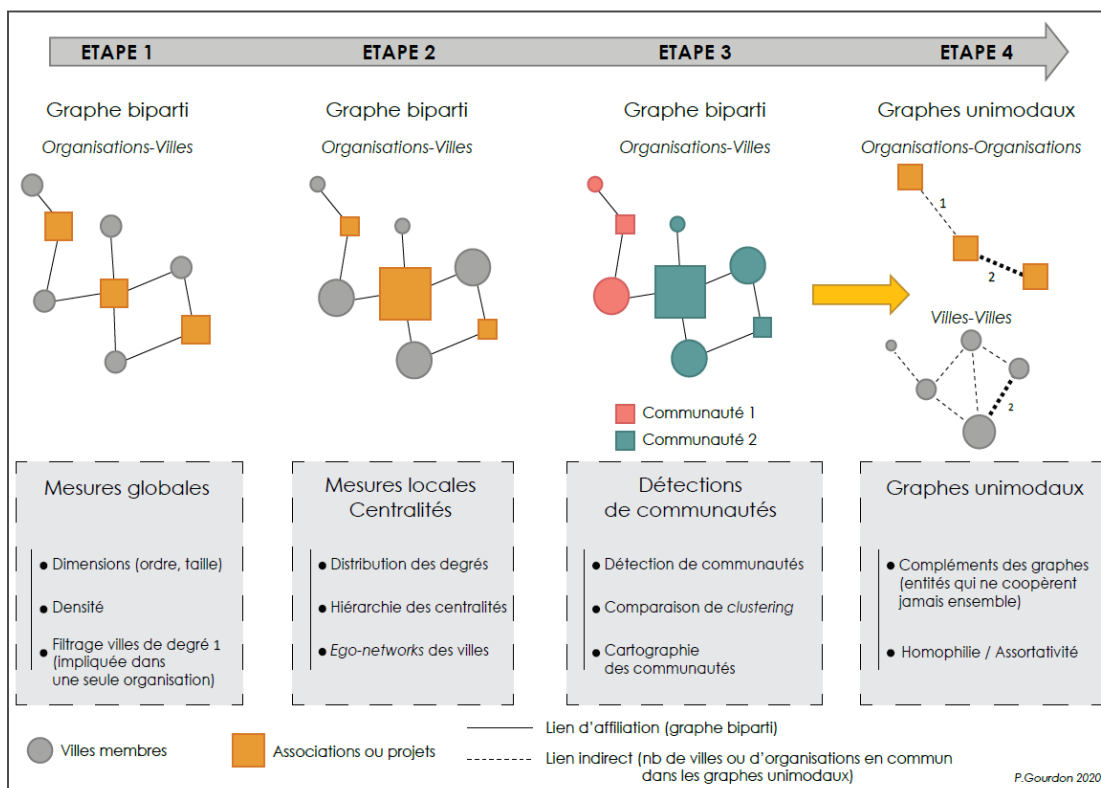 ETAPE 1
ETAPE 2
ETAPE 3
ETAPE 4
Graphe biparti
Organisations-Villes
Graphe biparti
Organisations-Villes
Graphe biparti
Organisations-Villes
Graphes unimodaux
Organisations-Organisations
1
2
Villes-Villes
2
Communauté 1
Communauté 2
Mesures globales
● Dimensions (ordre, taille)
● Densité
● Filtrage villes de degré 1
(impliquée dans
une seule organisation)
Mesures locales
Centralités
● Distribution des degrés
● Hiérarchie des centralités
● Ego-networks des villes
Détections
de communautés
● Détection de communautés
● Comparaison de clustering
● Cartographie
des communautés
Graphes unimodaux
● Compléments des graphes
(entités qui ne coopèrent
jamais ensemble)
● Homophilie / Assortativité
Villes membres
Associations ou projets
Lien d'affiliation (graphe biparti)
Lien indirect (nb de villes ou d'organisations en commun
dans les graphes unimodaux)
P.Gourdon 2020